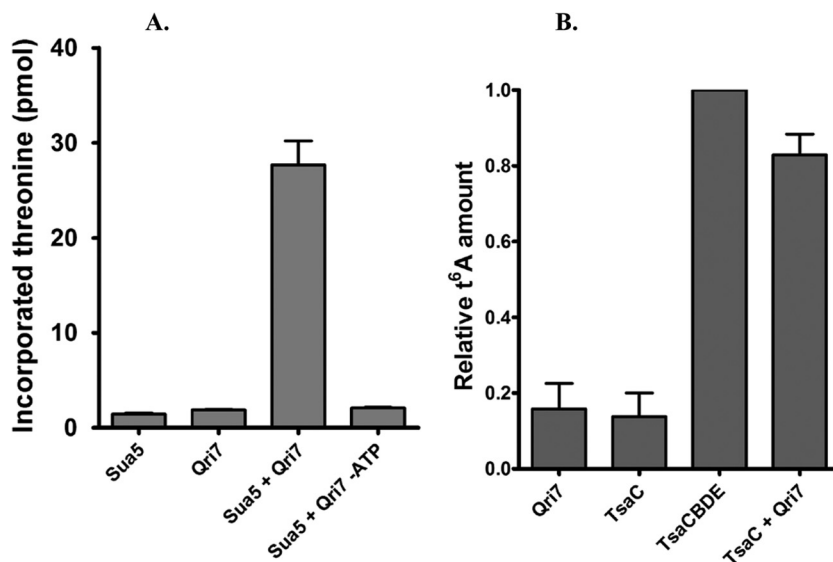 A.
Incorporated threonine (pmol)
40
30
20
10
0
Sua5
Qri7
Sua5 + Qri7
Sua5 + Qri7 -ATP
B.
Relative t⁶A amount
1.0
0.8
0.6
0.4
0.2
0.0
Qri7
TsaC
TsaCBDE
TsaC + Qri7